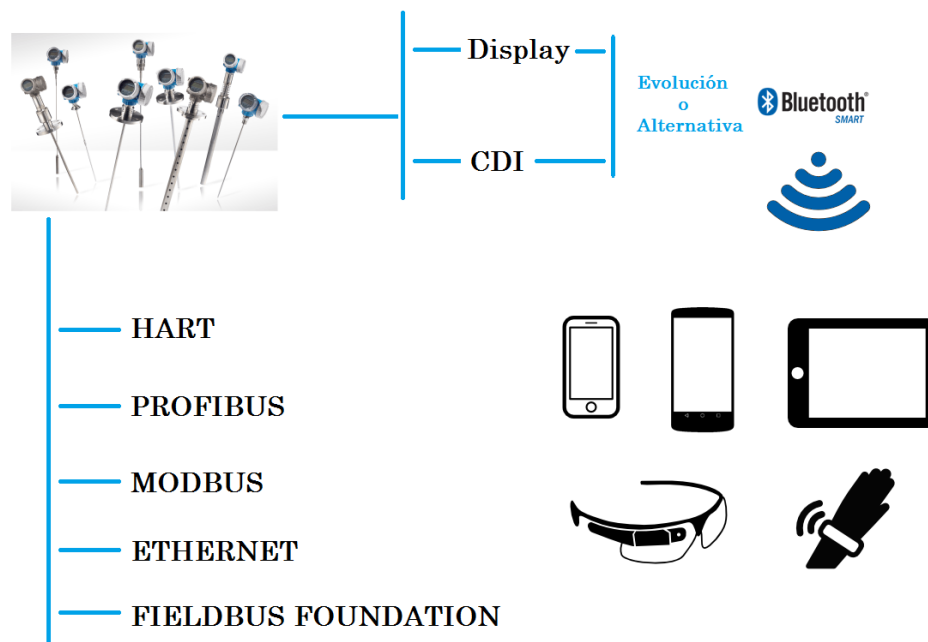 Display
Evolución
o
Alternativa
Bluetooth®
SMART
CDI
HART
PROFIBUS
MODBUS
ETHERNET
FIELDBUS FOUNDATION